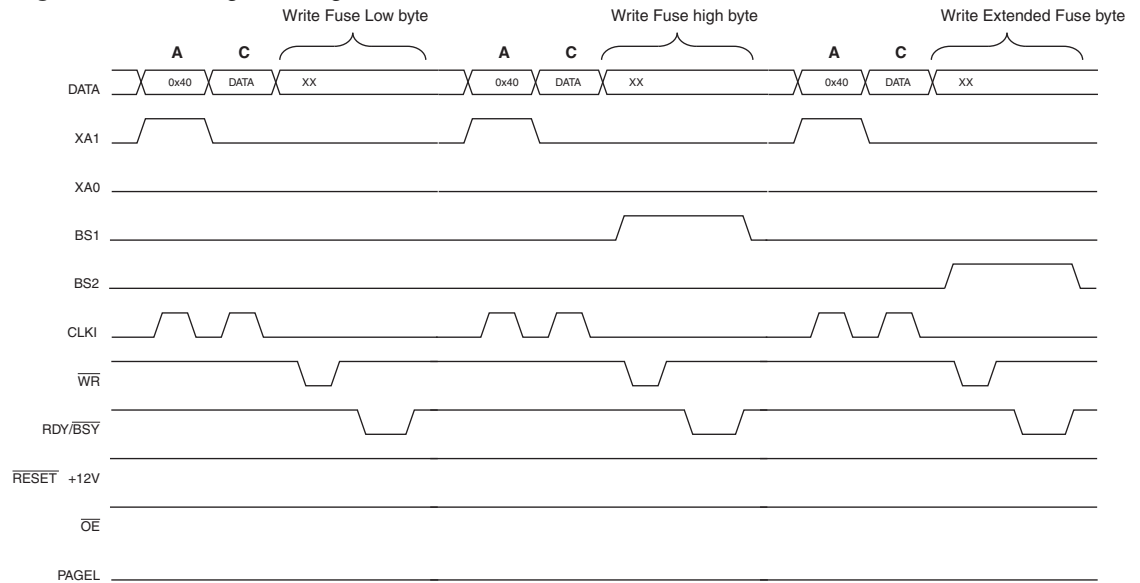 Write Fuse Low byte Write Fuse high byte Write Extended Fuse byte
A C A C A C
DATA 0x40 DATA XX 0x40 DATA XX 0x40 DATA XX
XA1
XA0
BS1
BS2
CLKI
WR
RDY/BSY
RESET +12V
OE
PAGEL